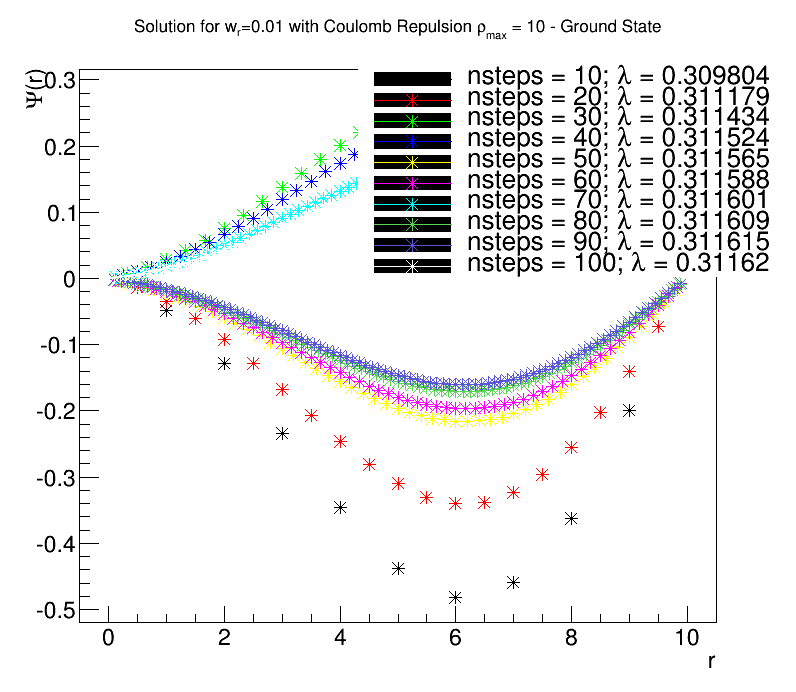 Solution for wr=0.01 with Coulomb Repulsion ρmax = 10 - Ground State
Ψ(r)
nsteps = 10; λ = 0.309804
nsteps = 20; λ = 0.311179
nsteps = 30; λ = 0.311434
nsteps = 40; λ = 0.311524
nsteps = 50; λ = 0.311565
nsteps = 60; λ = 0.311588
nsteps = 70; λ = 0.311601
nsteps = 80; λ = 0.311609
nsteps = 90; λ = 0.311615
nsteps = 100; λ = 0.31162
0.3
0.2
0.1
0
-0.1
-0.2
-0.3
-0.4
-0.5
0 2 4 6 8 10
r